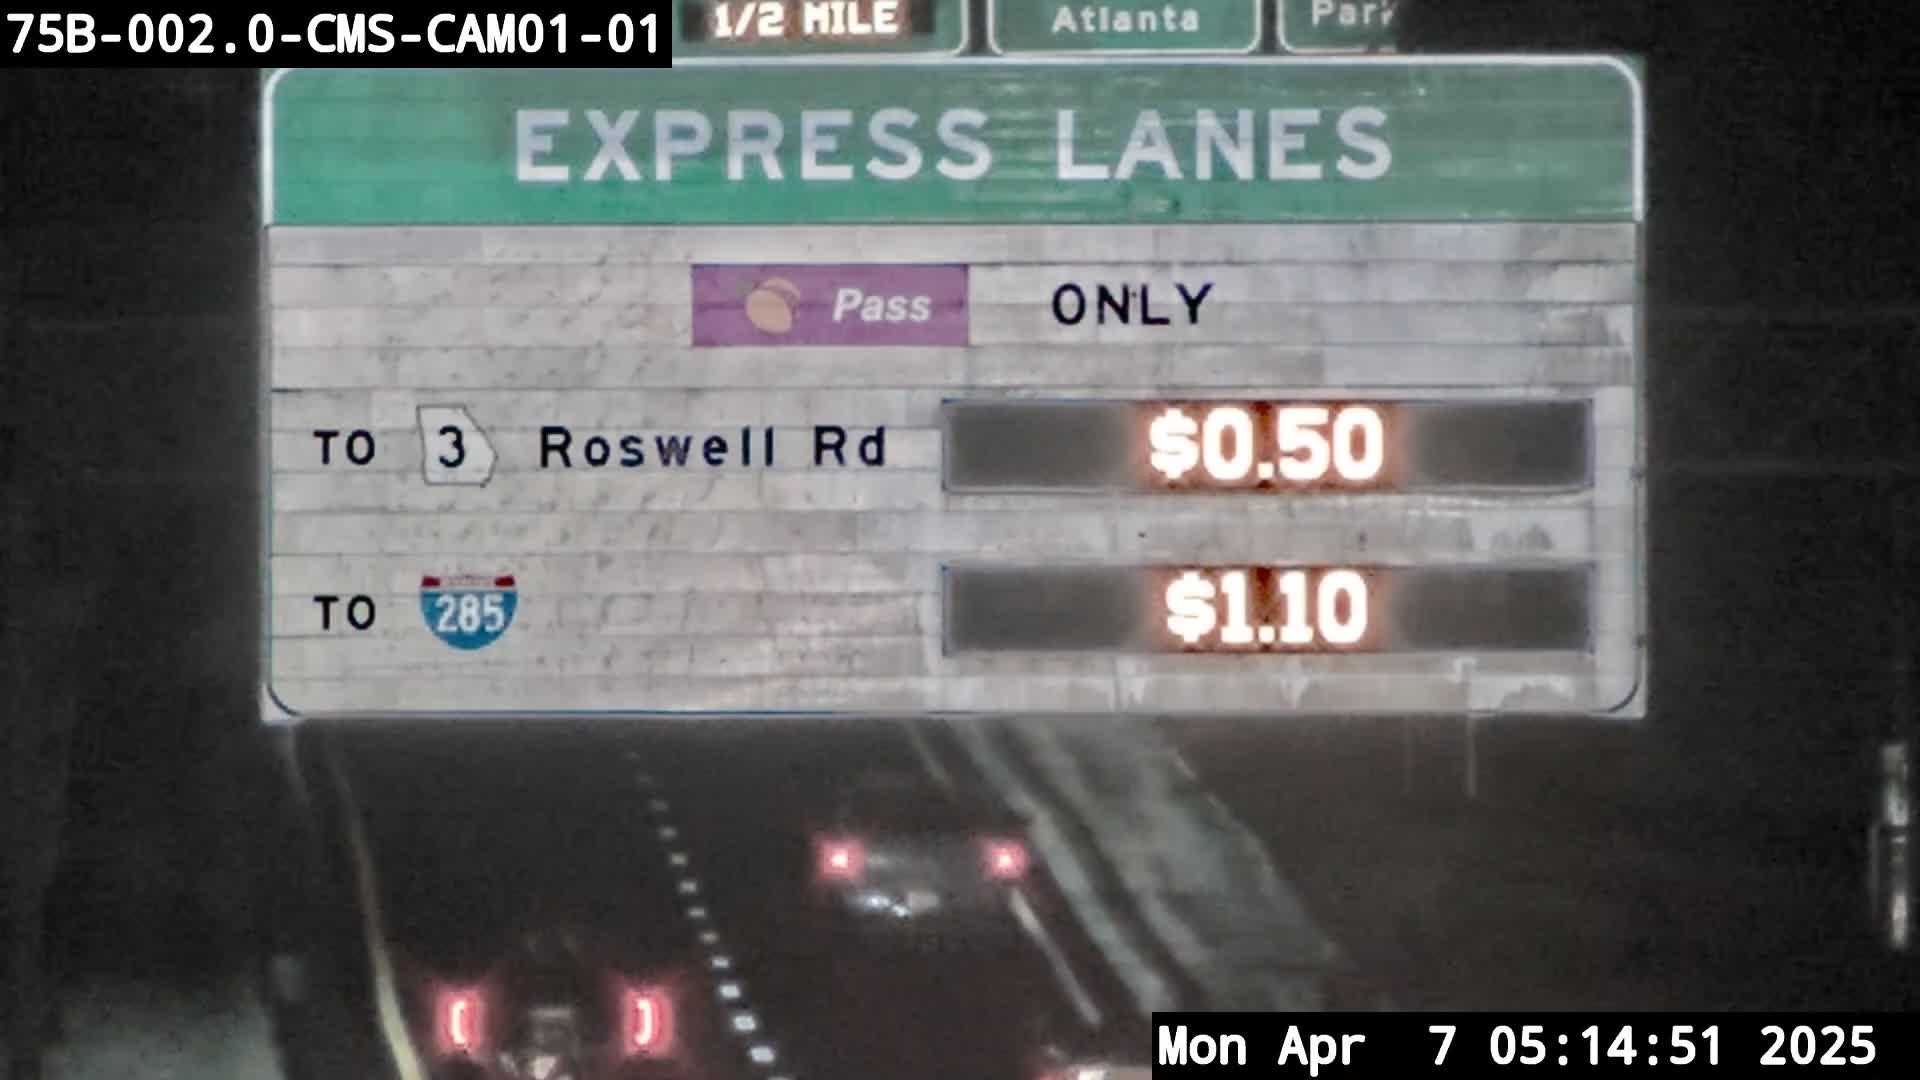 75B-002.0-CMS-CAM01-01
1/2 MILE
Atlanta
EXPRESS LANES
Pass ONLY
TO 3 Roswell Rd $0.50
TO 285 $1.10
Mon Apr 7 05:14:51 2025